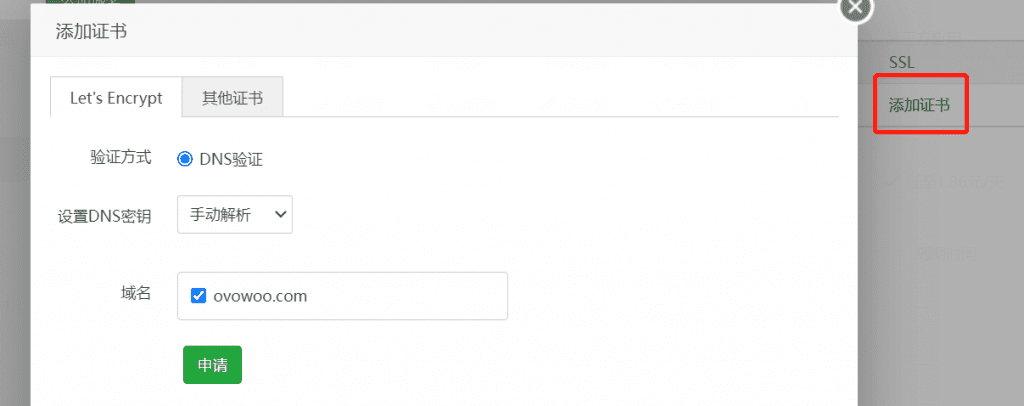 添加证书
SSL
添加证书
Let's Encrypt
其他证书
验证方式
DNS验证
设置DNS密钥
手动解析
域名
ovowoo.com
申请